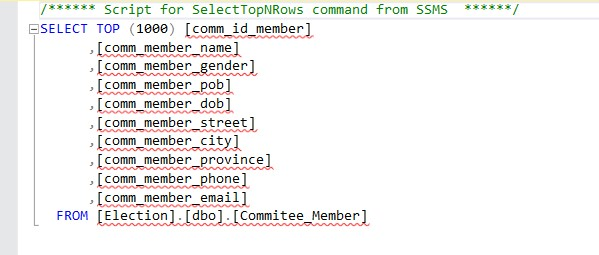 /****** Script for SelectTopNRows command from SSMS  ******/
SELECT TOP (1000) [comm_id_member]
      ,[comm_member_name]
      ,[comm_member_gender]
      ,[comm_member_pob]
      ,[comm_member_dob]
      ,[comm_member_street]
      ,[comm_member_city]
      ,[comm_member_province]
      ,[comm_member_phone]
      ,[comm_member_email]
  FROM [Election].[dbo].[Commitee_Member]